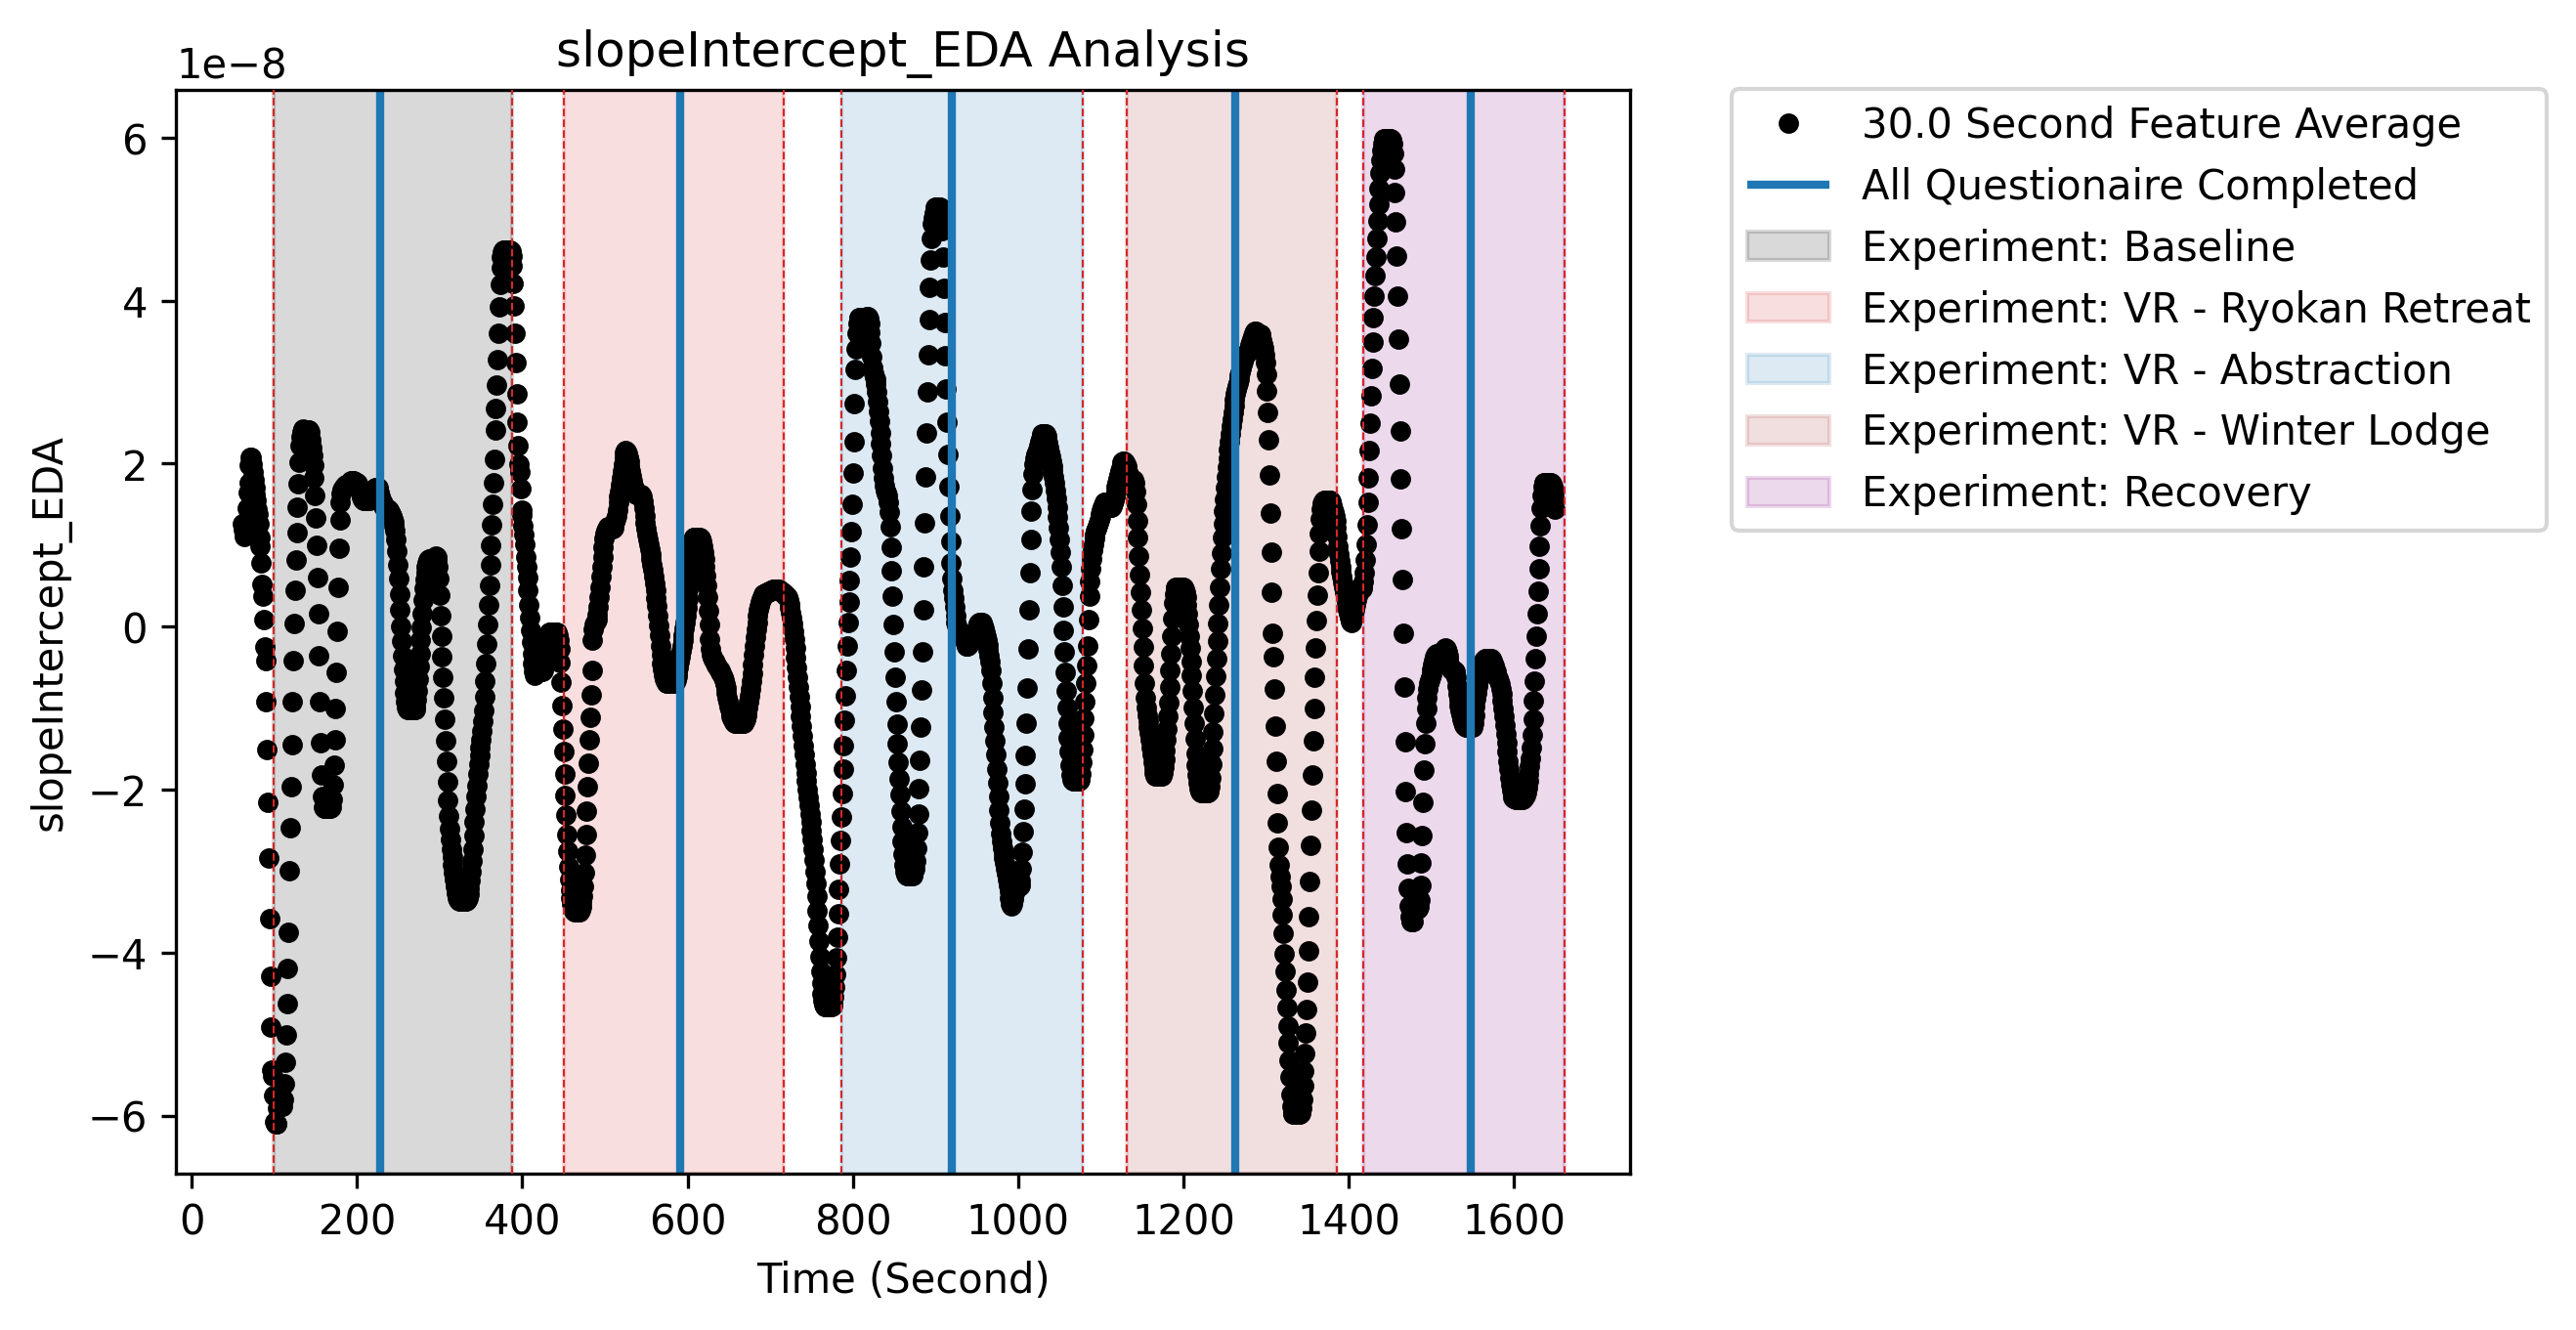 slopeIntercept_EDA Analysis
1e−8
6
4
2
0
−2
−4
−6
slopeIntercept_EDA
0 200 400 600 800 1000 1200 1400 1600
Time (Second)
30.0 Second Feature Average
All Questionaire Completed
Experiment: Baseline
Experiment: VR - Ryokan Retreat
Experiment: VR - Abstraction
Experiment: VR - Winter Lodge
Experiment: Recovery